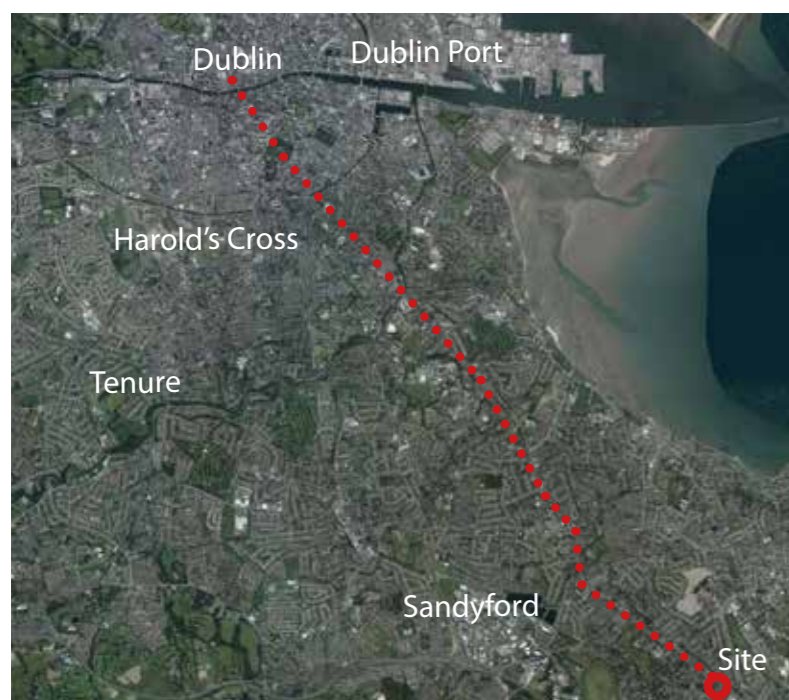 Dublin
Dublin Port
Harold's Cross
Tenure
Sandyford
Site